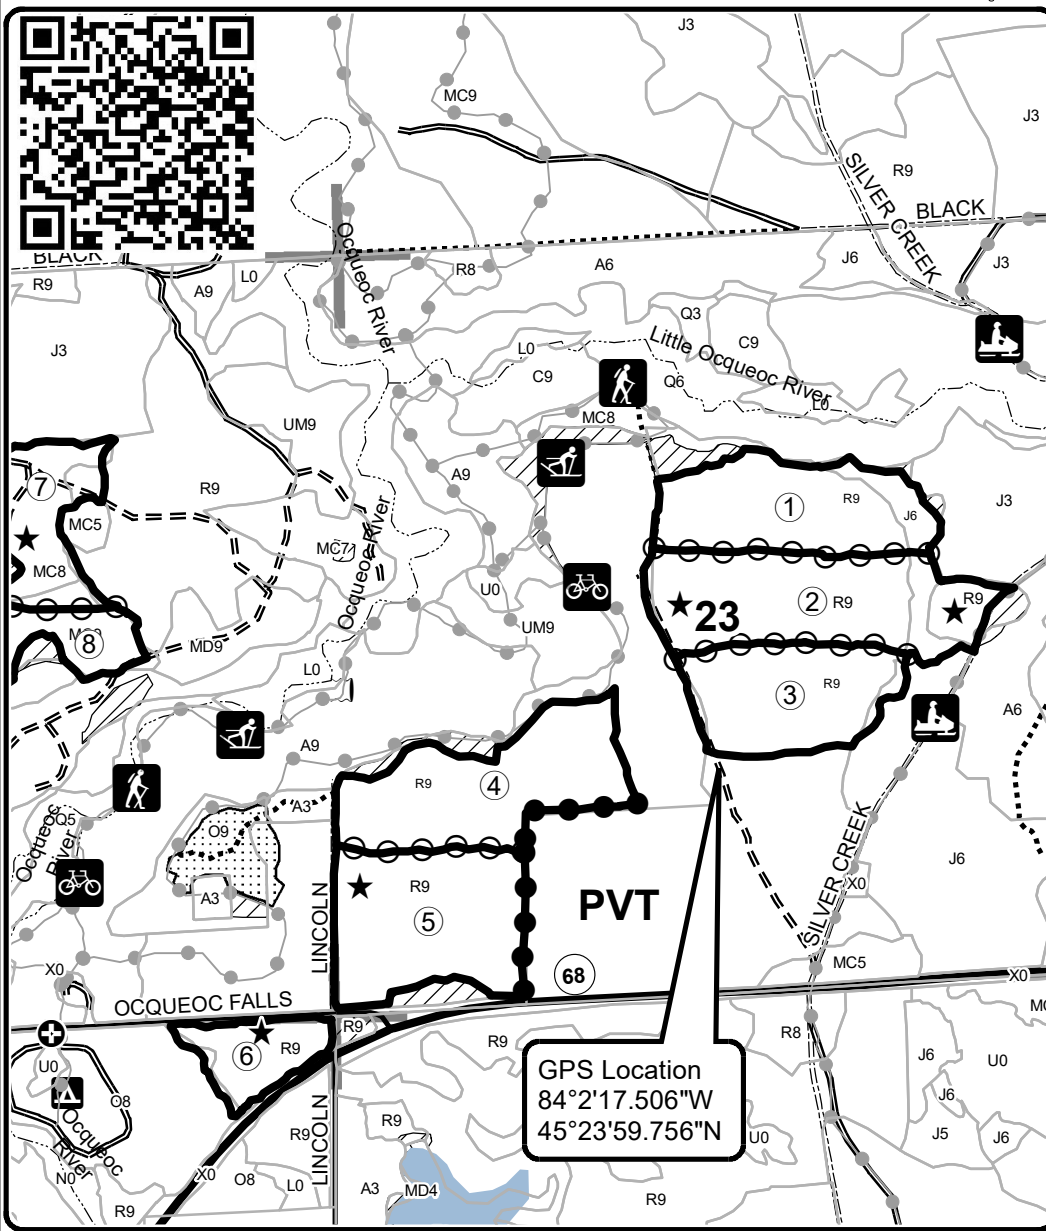 J3
MC9
J3
SILVER CREEK
R9
BLACK
Ocqueoc River
BLACK
R9
A9
L0
R8
A6
J6
J3
J3
Q3
Little Ocqueoc River
C9
L0
C9
Q6
L0
MC8
UM9
A9
7
R9
1
R9
J6
J3
MC5
MC7
Ocqueoc River
MC8
U0
2
R9
R9
23
8
MD9
UM9
L0
3
R9
A6
A9
4
R9
A3
Ocqueoc River
Q5
O9
SILVER CREEK
J6
R9
X0
A3
5
PVT
LINCOLN
MC5
X0
68
X0
OCQUEOC FALLS
R9
R9
R8
6
R9
U0
J6
U0
GPS Location
84°2'17.506"W
45°23'59.756"N
O8
J6
Ocqueoc River
LINCOLN
R9
R9
U0
J5
J6
N0
X0
O8
L0
A3
MD4
R9
R9